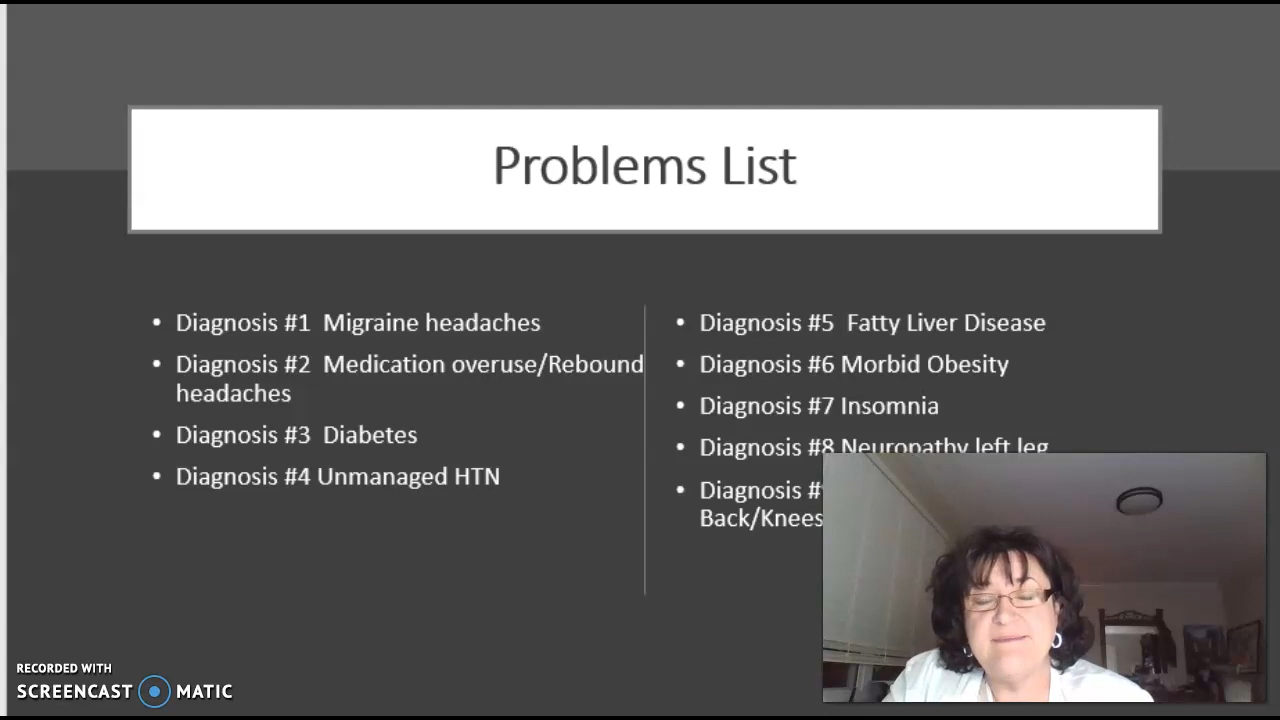 Problems List
• Diagnosis #1  Migraine headaches
• Diagnosis #2  Medication overuse/Rebound
headaches
• Diagnosis #3  Diabetes
• Diagnosis #4 Unmanaged HTN
• Diagnosis #5  Fatty Liver Disease
• Diagnosis #6 Morbid Obesity
• Diagnosis #7 Insomnia
• Diagnosis #8 Neuropathy left leg
• Diagnosis
Back/Knees
RECORDED WITH
SCREENCAST MATIC